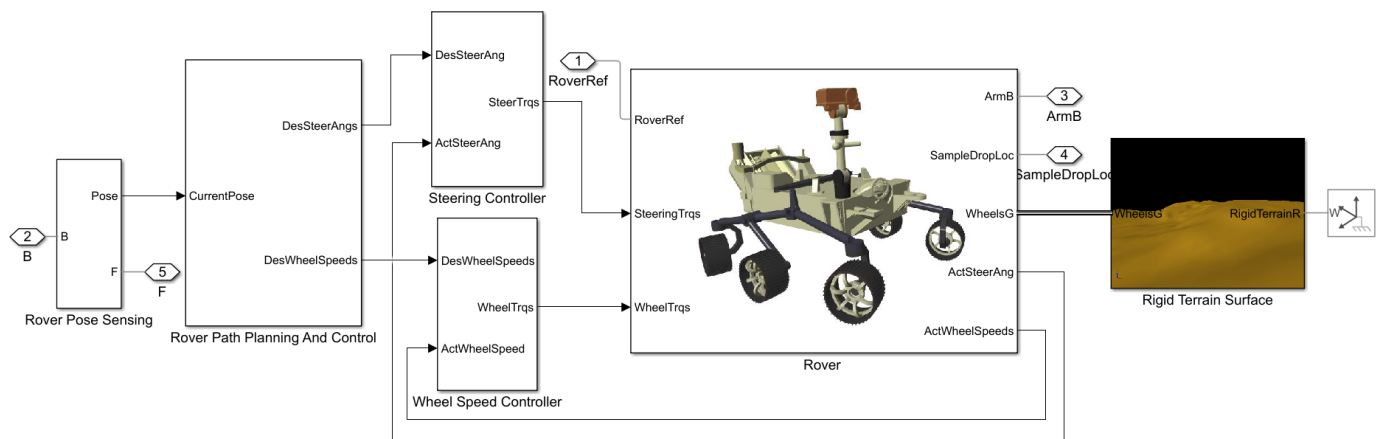 2
B
B
Pose
F
5
F
Rover Pose Sensing
CurrentPose
DesSteerAngs
DesWheelSpeeds
Rover Path Planning And Control
DesSteerAng
ActSteerAng
SteerTrqs
Steering Controller
DesWheelSpeeds
WheelTrqs
ActWheelSpeed
Wheel Speed Controller
1
RoverRef
RoverRef
SteeringTrqs
WheelTrqs
ArmB
SampleDropLoc
WheelsG
ActSteerAng
ActWheelSpeeds
Rover
3
ArmB
4
SampleDropLoc
WheelsG
RigidTerrainR
Rigid Terrain Surface
W